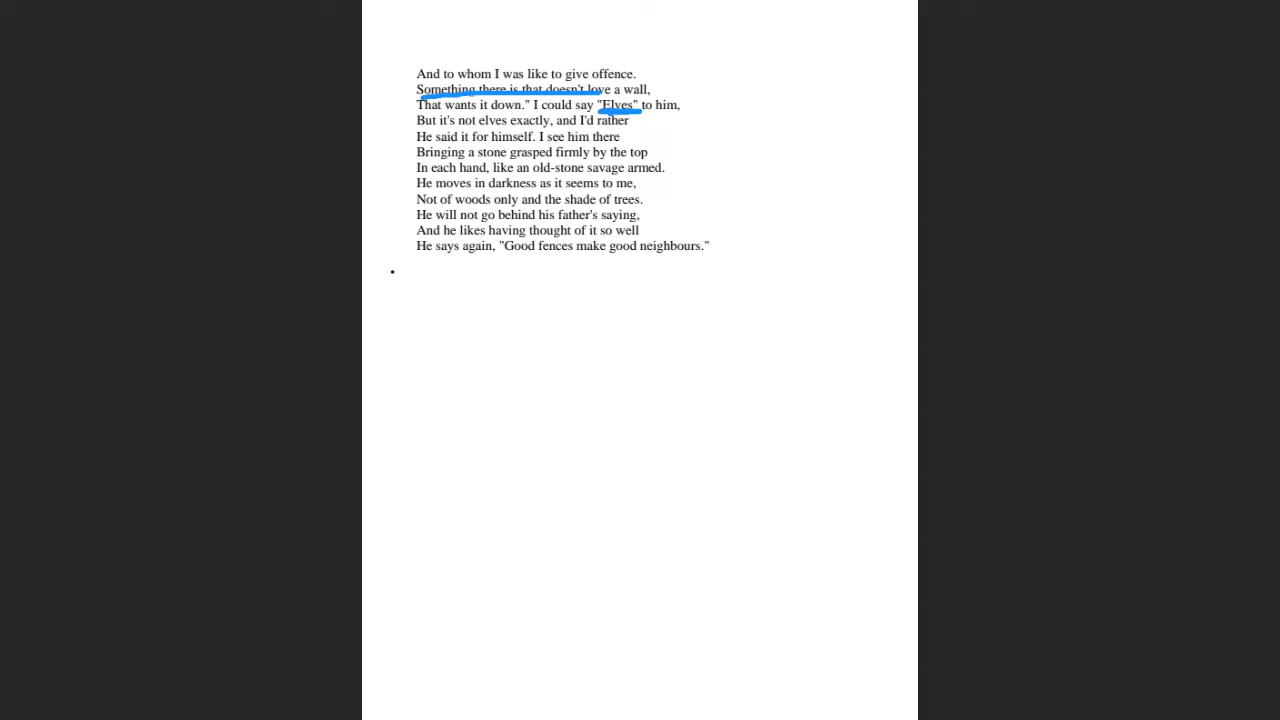 And to whom I was like to give offence.
Something there is that doesn't love a wall,
That wants it down." I could say "Elves" to him,
But it's not elves exactly, and I'd rather
He said it for himself. I see him there
Bringing a stone grasped firmly by the top
In each hand, like an old-stone savage armed.
He moves in darkness as it seems to me,
Not of woods only and the shade of trees.
He will not go behind his father's saying,
And he likes having thought of it so well
He says again, "Good fences make good neighbours."